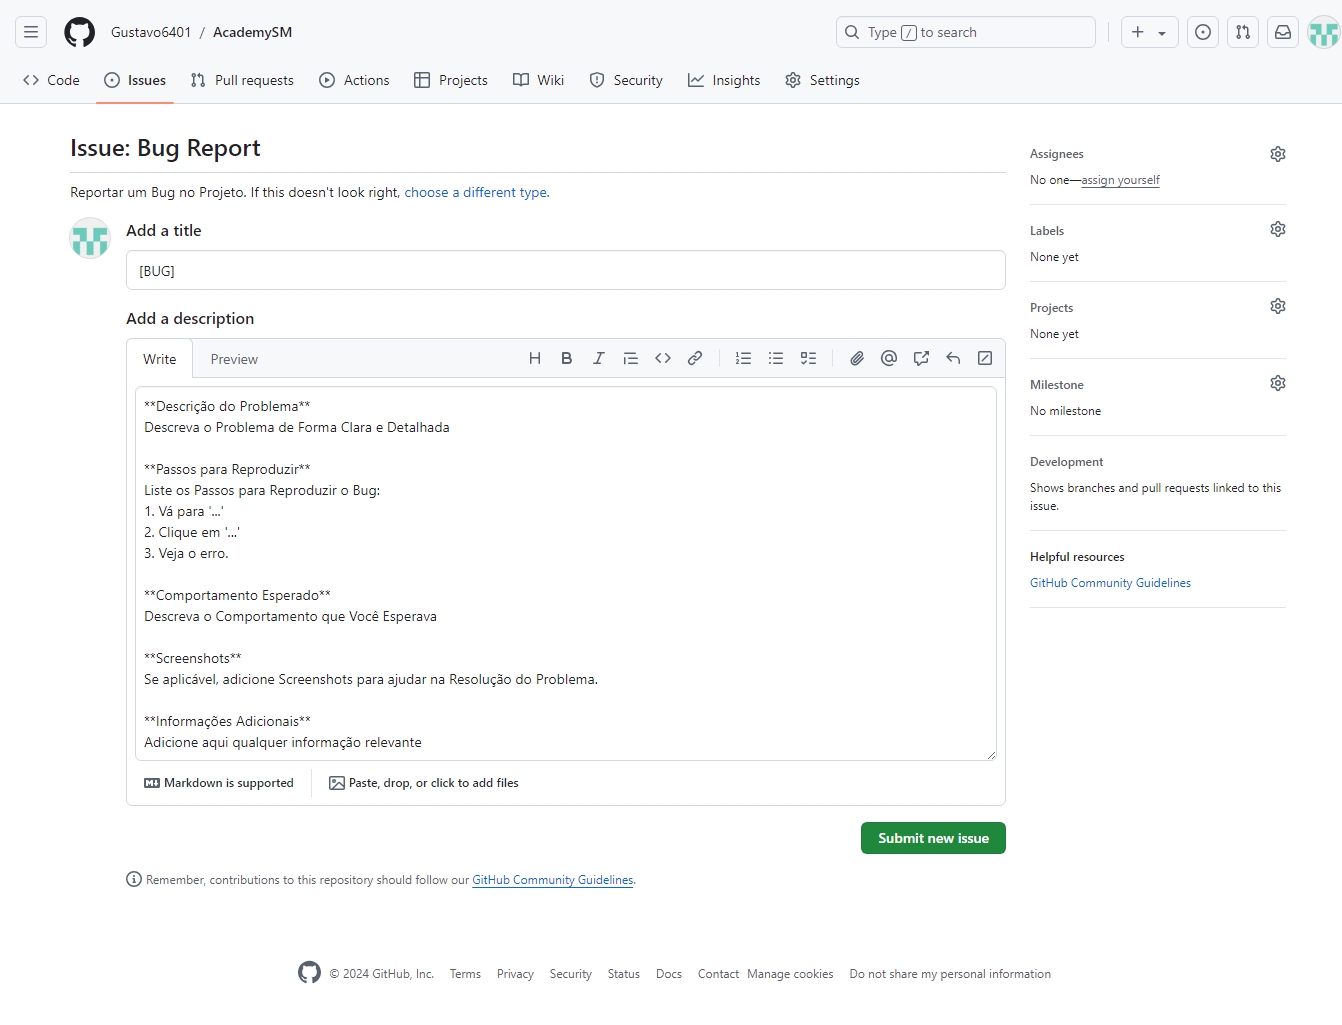 Gustavo6401 / AcademySM
Type / to search
Code
Issues
Pull requests
Actions
Projects
Wiki
Security
Insights
Settings
Issue: Bug Report
Reportar um Bug no Projeto. If this doesn't look right, choose a different type.
Add a title
[BUG]
Add a description
Write
Preview
**Descrição do Problema**
Descreva o Problema de Forma Clara e Detalhada
**Passos para Reproduzir**
Liste os Passos para Reproduzir o Bug:
1. Vá para '...'
2. Clique em '...'
3. Veja o erro.
**Comportamento Esperado**
Descreva o Comportamento que Você Esperava
**Screenshots**
Se aplicável, adicione Screenshots para ajudar na Resolução do Problema.
**Informações Adicionais**
Adicione aqui qualquer informação relevante
Markdown is supported
Paste, drop, or click to add files
Submit new issue
Remember, contributions to this repository should follow our GitHub Community Guidelines.
Assignees
No one—assign yourself
Labels
None yet
Projects
None yet
Milestone
No milestone
Development
Shows branches and pull requests linked to this
issue.
Helpful resources
GitHub Community Guidelines
© 2024 GitHub, Inc.
Terms
Privacy
Security
Status
Docs
Contact
Manage cookies
Do not share my personal information